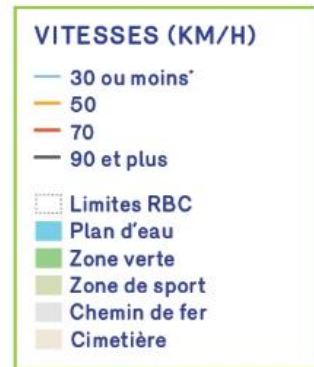 VITESSES (KM/H)
30 ou moins*
50
70
90 et plus
Limites RBC
Plan d'eau
Zone verte
Zone de sport
Chemin de fer
Cimetière